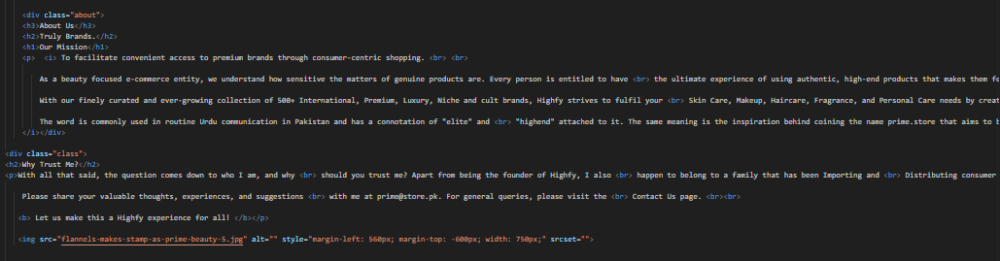 <div class="about">
<h3>About Us</h3>
<h2>Truly Brands.</h2>
<h1>Our Mission</h1>
<p> <i> To facilitate convenient access to premium brands through consumer-centric shopping. <br> <br>
As a beauty focused e-commerce entity, we understand how sensitive the matters of genuine products are. Every person is entitled to have <br> the ultimate experience of using authentic, high-end products that makes them fe
With our finely curated and ever-growing collection of 500+ International, Premium, Luxury, Niche and cult brands, Highfy strives to fulfil your <br> Skin Care, Makeup, Haircare, Fragrance, and Personal Care needs by creat
The word is commonly used in routine Urdu communication in Pakistan and has a connotation of "elite" and <br> "highend" attached to it. The same meaning is the inspiration behind coining the name prime.store that aims to b
</i></div>
<div class="class">
<h2>Why Trust Me?</h2>
<p>With all that said, the question comes down to who I am, and why <br> should you trust me? Apart from being the founder of Highfy, I also <br> happen to belong to a family that has been Importing and <br> Distributing consumer
Please share your valuable thoughts, experiences, and suggestions <br> with me at prime@store.pk. For general queries, please visit the <br> Contact Us page. <br><br>
<b> Let us make this a Highfy experience for all! </b></p>
<img src="flannels-makes-stamp-as-prime-beauty-5.jpg" alt="" style="margin-left: 560px; margin-top: -600px; width: 750px;" srcset="">